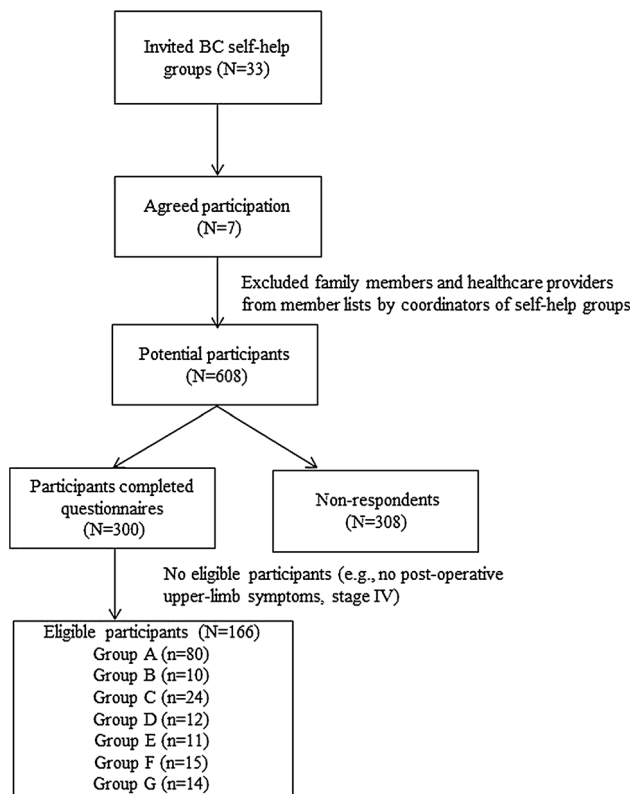 Invited BC self-help
groups (N=33)
Agreed participation
(N=7)
Excluded family members and healthcare providers
from member lists by coordinators of self-help groups
Potential participants
(N=608)
Participants completed
questionnaires
(N=300)
Non-respondents
(N=308)
No eligible participants (e.g., no post-operative
upper-limb symptoms, stage IV)
Eligible participants (N=166)
Group A (n=80)
Group B (n=10)
Group C (n=24)
Group D (n=12)
Group E (n=11)
Group F (n=15)
Group G (n=14)